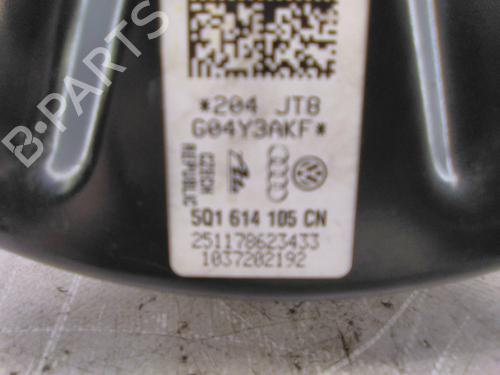 B-PARTS
*204 JT8
G04Y3AKF*
CZECH
REPUBLIC
5Q1 614 105 CN
251178623433
1037202192